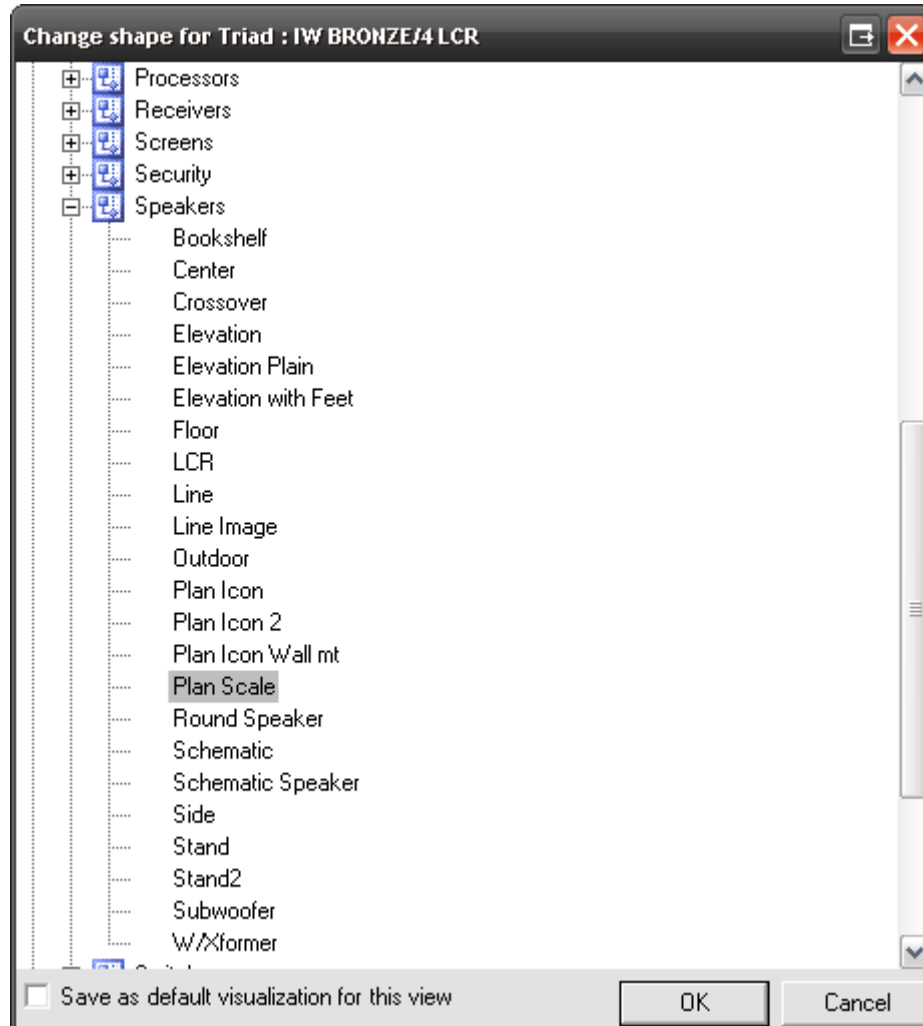 Change shape for Triad : IW BRONZE/4 LCR
Processors
Receivers
Screens
Security
Speakers
Bookshelf
Center
Crossover
Elevation
Elevation Plain
Elevation with Feet
Floor
LCR
Line
Line Image
Outdoor
Plan Icon
Plan Icon 2
Plan Icon Wall mt
Plan Scale
Round Speaker
Schematic
Schematic Speaker
Side
Stand
Stand2
Subwoofer
W/Xformer
Save as default visualization for this view
OK Cancel